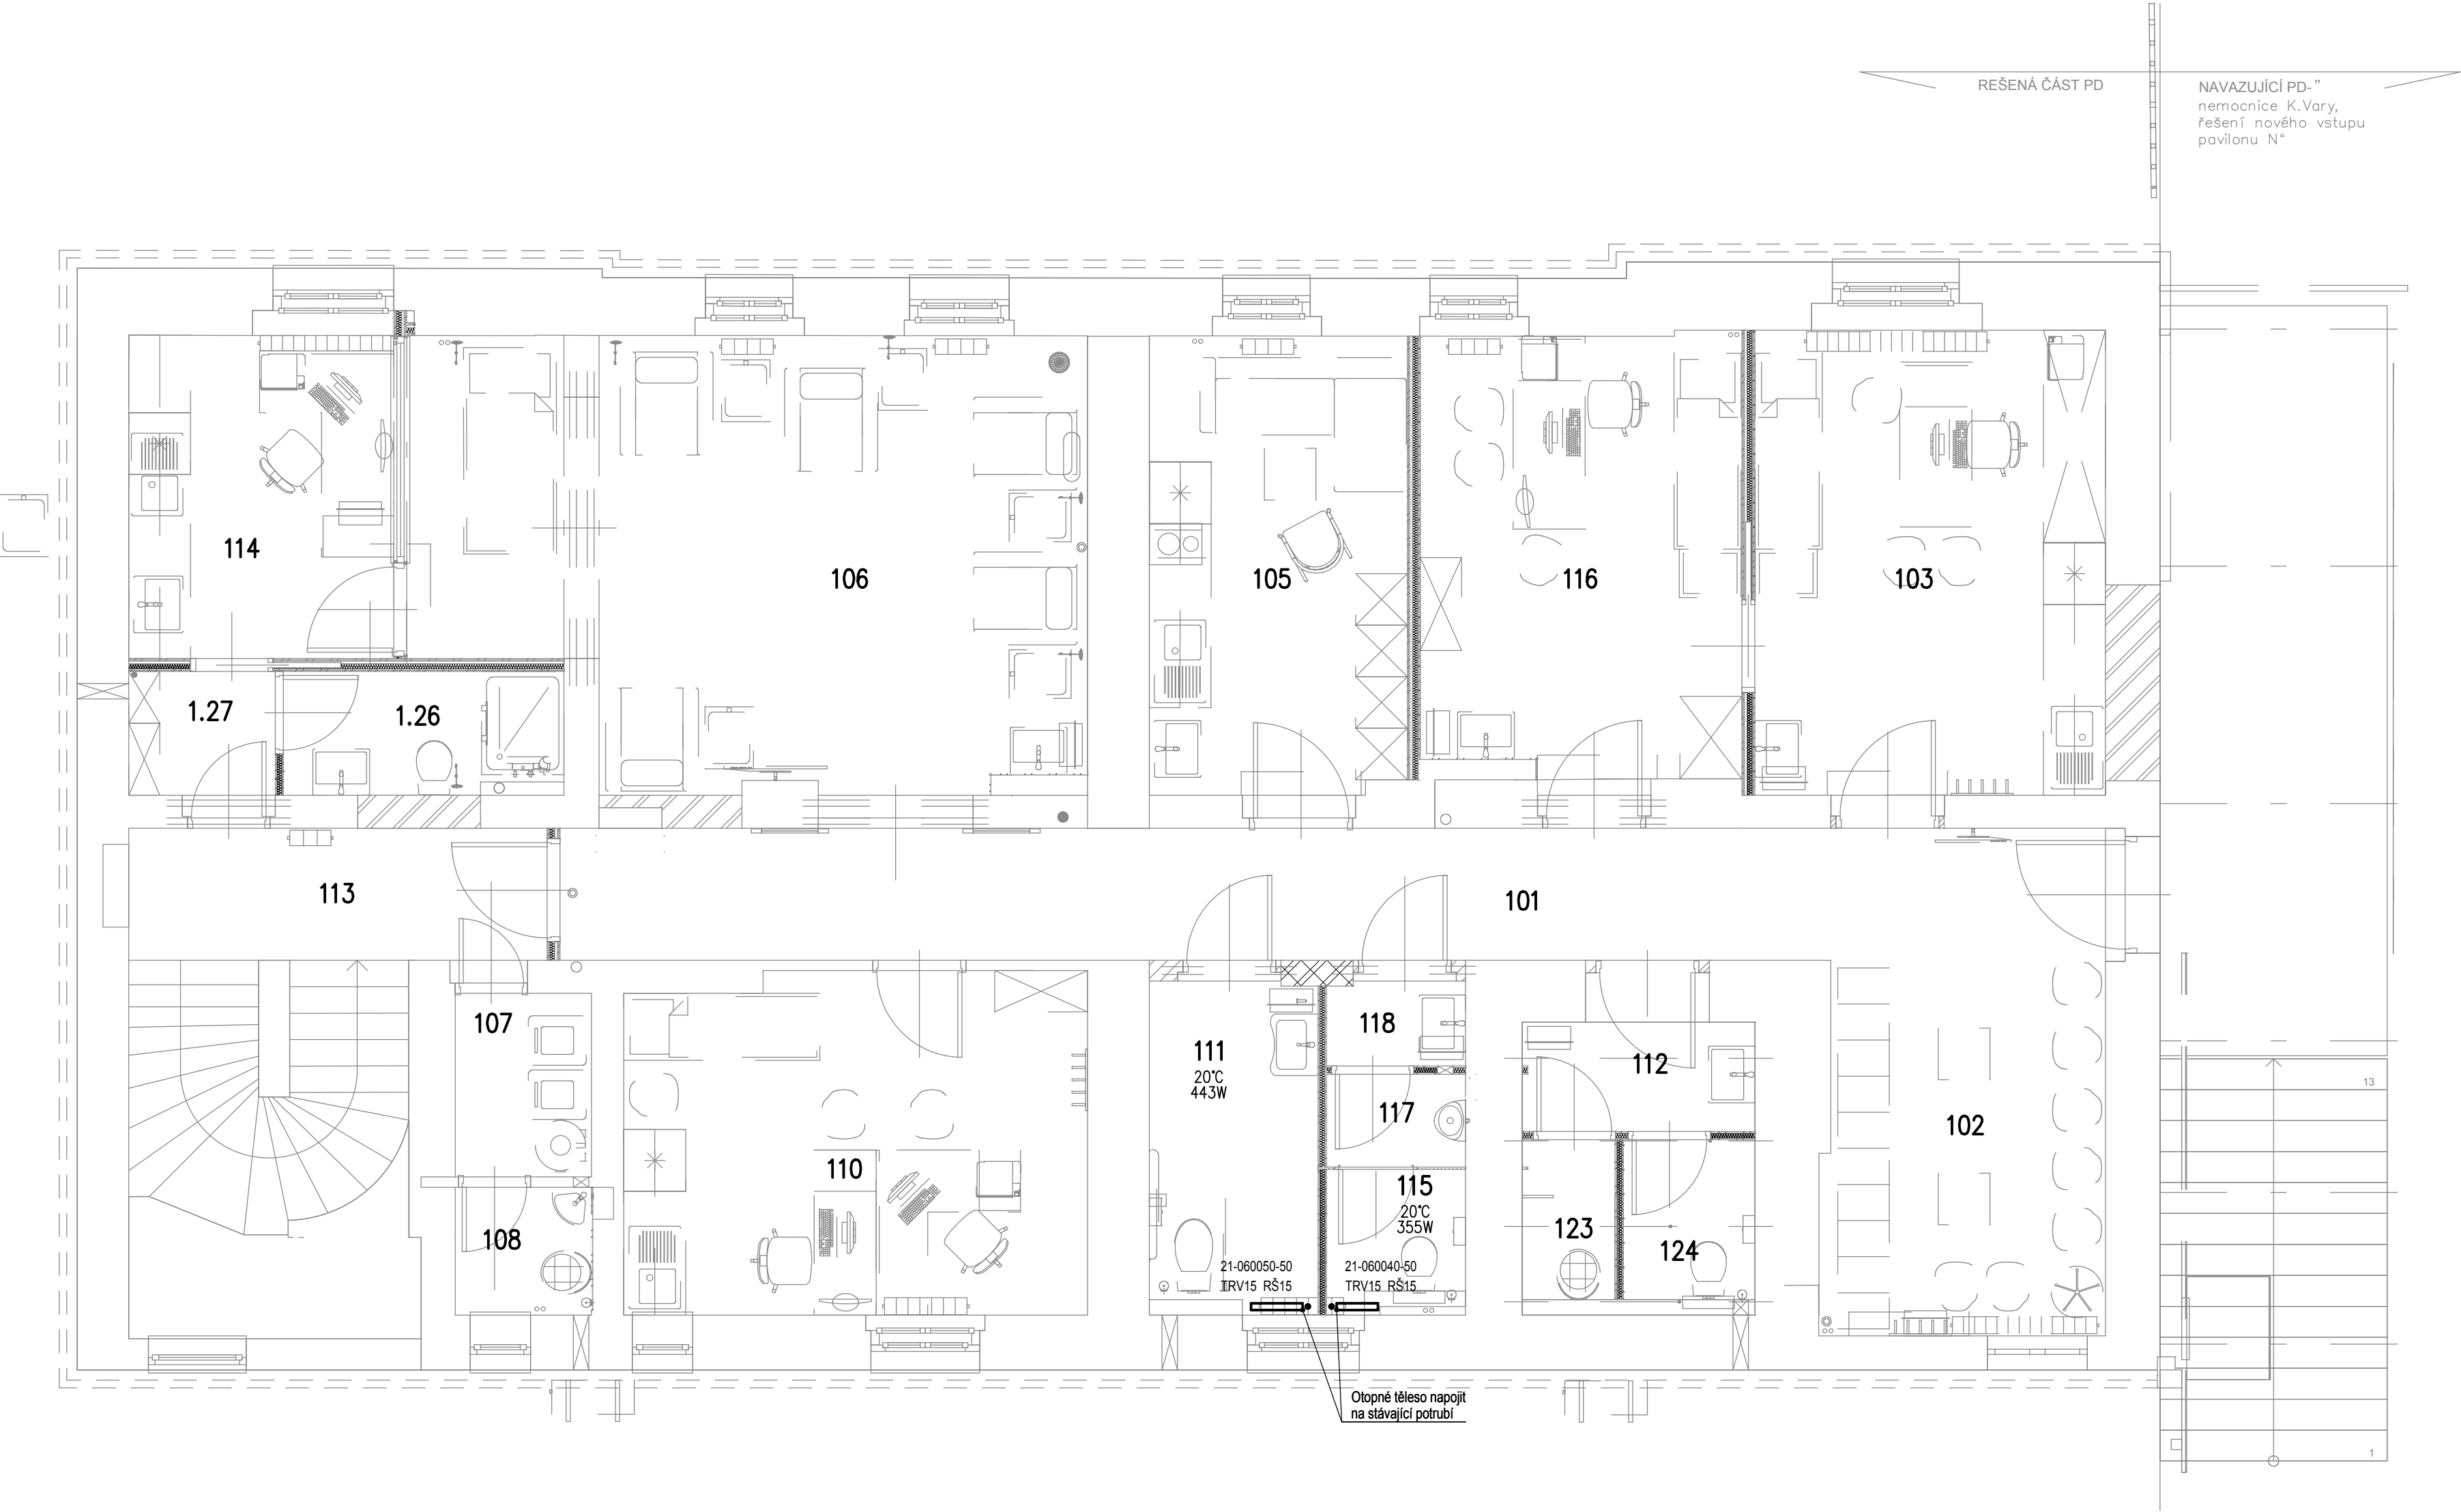 REŠENÁ ČÁST PD
NAVAZUJÍCÍ PD-"
nemocnice K.Vary,
řešení nového vstupu
pavilonu N"
114
106
105
116
103
1.27
1.26
113
101
107
111
20°C
443W
118
112
117
102
110
115
20°C
355W
108
123
124
21-060050-50
TRV15 RŠ15
21-060040-50
TRV15 RŠ15
Otopné těleso napojit
na stávající potrubí
13
1